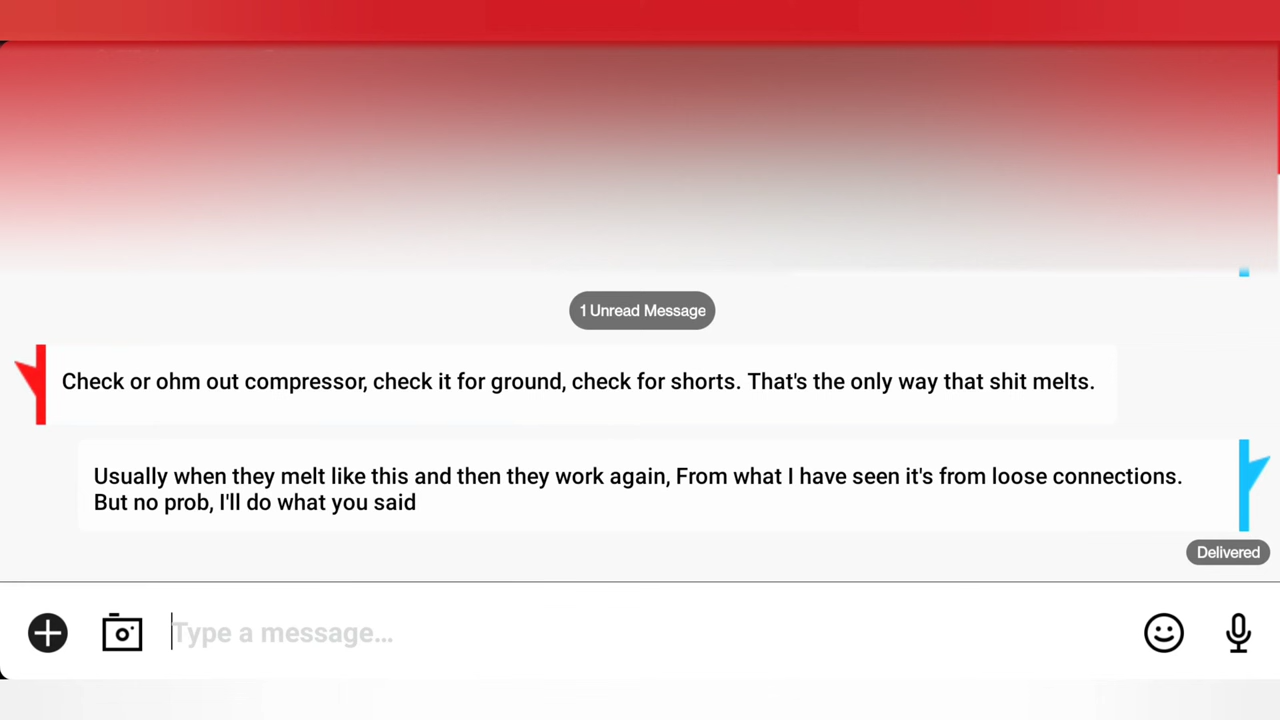 1 Unread Message
Check or ohm out compressor, check it for ground, check for shorts. That's the only way that shit melts.
Usually when they melt like this and then they work again, From what I have seen it's from loose connections.
But no prob, I'll do what you said
Delivered
Type a message...